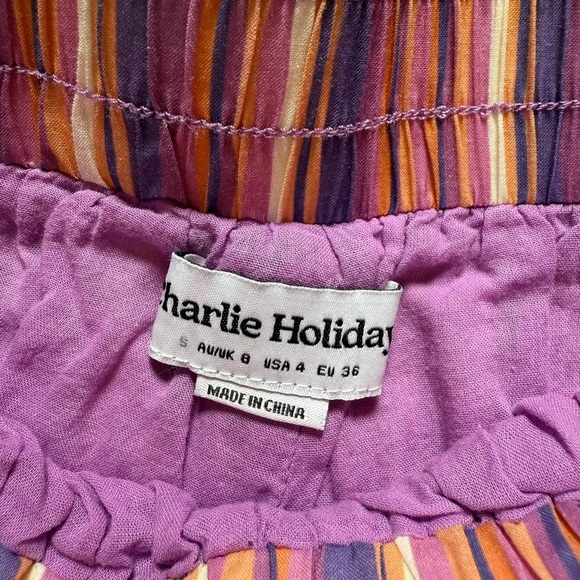 Charlie Holiday
S AU/UK 8 USA 4 EU 36
MADE IN CHINA